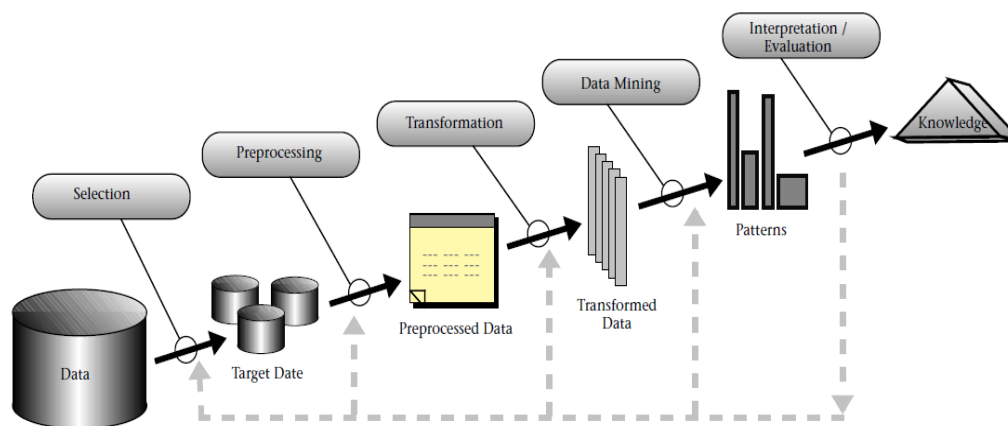 Interpretation /
Evaluation
Data Mining
Transformation
Preprocessing
Selection
Knowledge
Patterns
Transformed
Data
Preprocessed Data
Target Date
Data